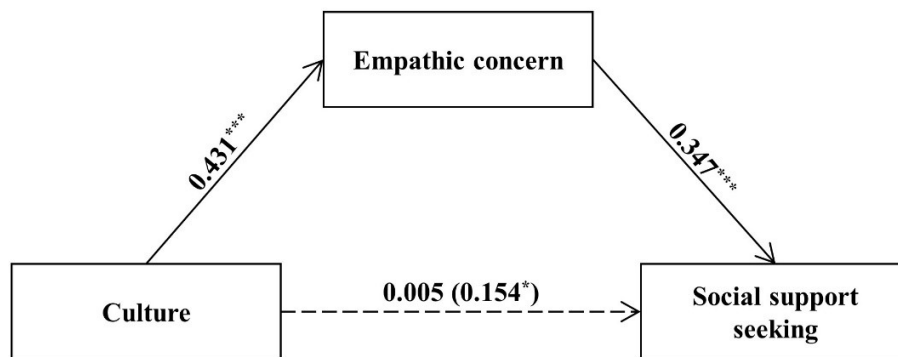 Empathic concern
0.431***
0.347***
0.005 (0.154*)
Culture
Social support
seeking